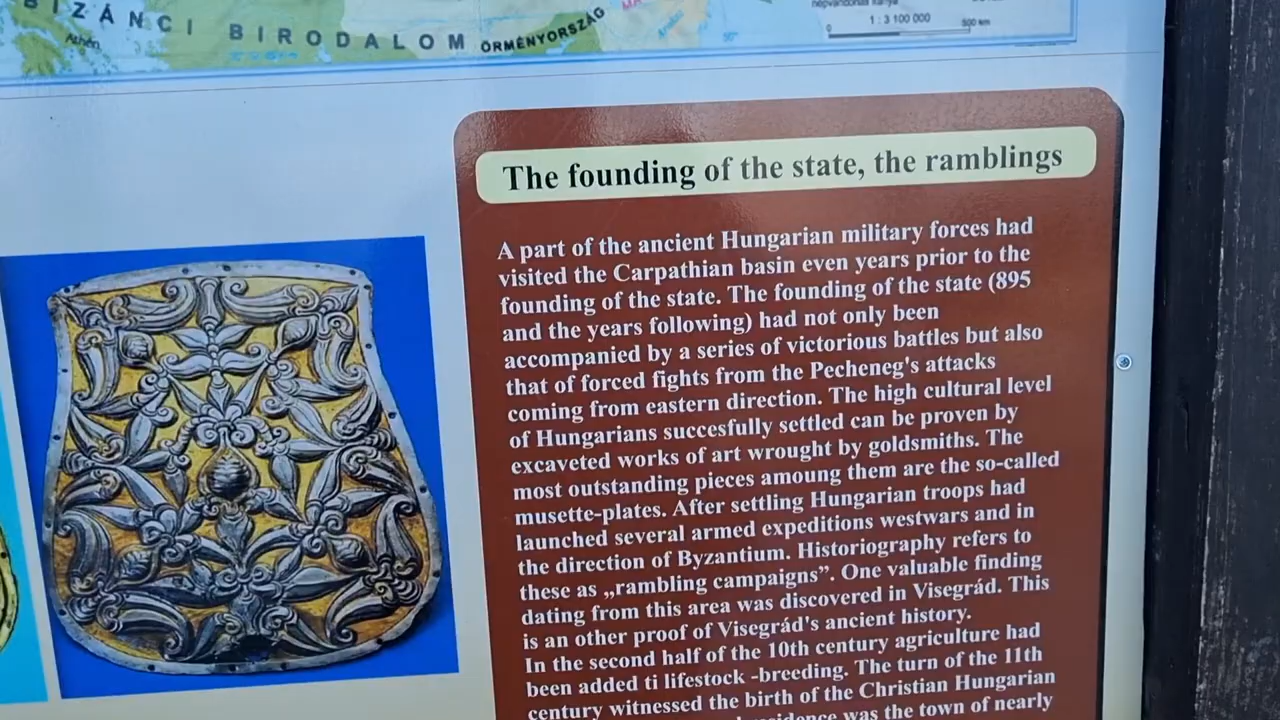 BIZÁNCI BIRODALOM
Athén
ÖRMÉNYORSZÁG
1 : 3 100 000
500 km
The founding of the state, the ramblings
A part of the ancient Hungarian military forces had
visited the Carpathian basin even years prior to the
founding of the state. The founding of the state (895
and the years following) had not only been
accompanied by a series of victorious battles but also
that of forced fights from the Pecheneg's attacks
coming from eastern direction. The high cultural level
of Hungarians succesfully settled can be proven by
excaveted works of art wrought by goldsmiths. The
most outstanding pieces amoung them are the so-called
musette-plates. After settling Hungarian troops had
launched several armed expeditions westwars and in
the direction of Byzantium. Historiography refers to
these as „rambling campaigns”. One valuable finding
dating from this area was discovered in Visegrád. This
is an other proof of Visegrád's ancient history.
In the second half of the 10th century agriculture had
been added ti lifestock -breeding. The turn of the 11th
century witnessed the birth of the Christian Hungarian
was the town of nearly